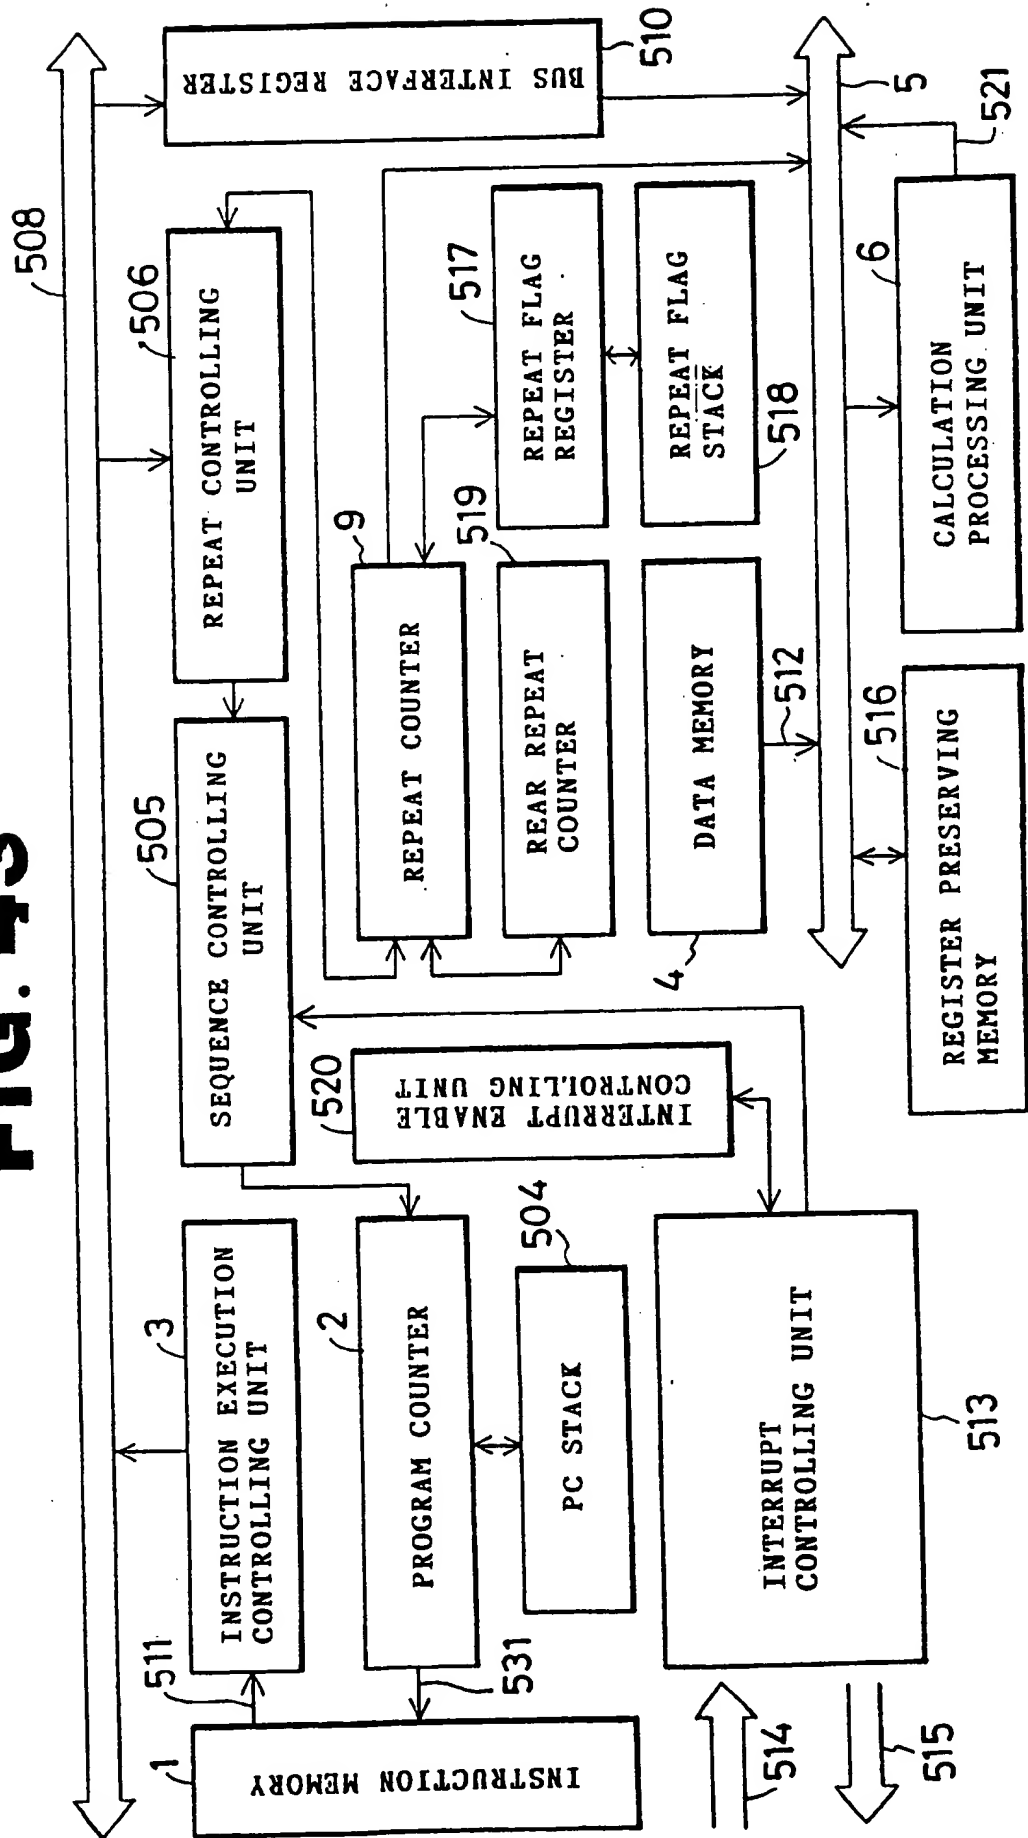 508
BUS INTERFACE REGISTER
510
506
REPEAT CONTROLLING
UNIT
505
SEQUENCE CONTROLLING
UNIT
3
INSTRUCTION EXECUTION
CONTROLLING UNIT
511
1
INSTRUCTION MEMORY
531
2
PROGRAM COUNTER
504
PC STACK
520
INTERRUPT ENABLE
CONTROLLING UNIT
9
REPEAT COUNTER
519
REAR REPEAT
COUNTER
517
REPEAT FLAG
REGISTER
REPEAT FLAG
STACK
518
4
DATA MEMORY
512
5
521
6
CALCULATION
PROCESSING UNIT
516
REGISTER PRESERVING
MEMORY
INTERRUPT
CONTROLLING UNIT
513
514
515